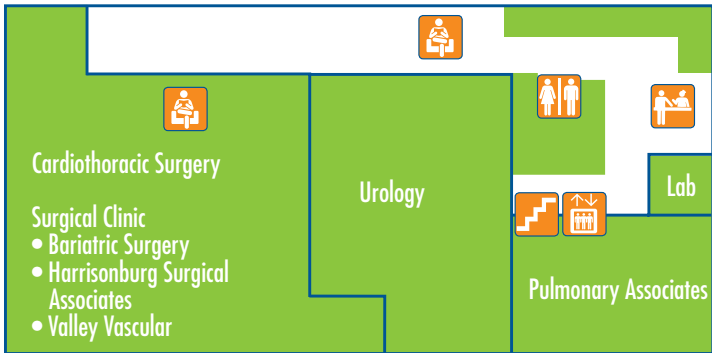 Cardiothoracic Surgery
Surgical Clinic
• Bariatric Surgery
• Harrisonburg Surgical
Associates
• Valley Vascular
Urology
Lab
Pulmonary Associates